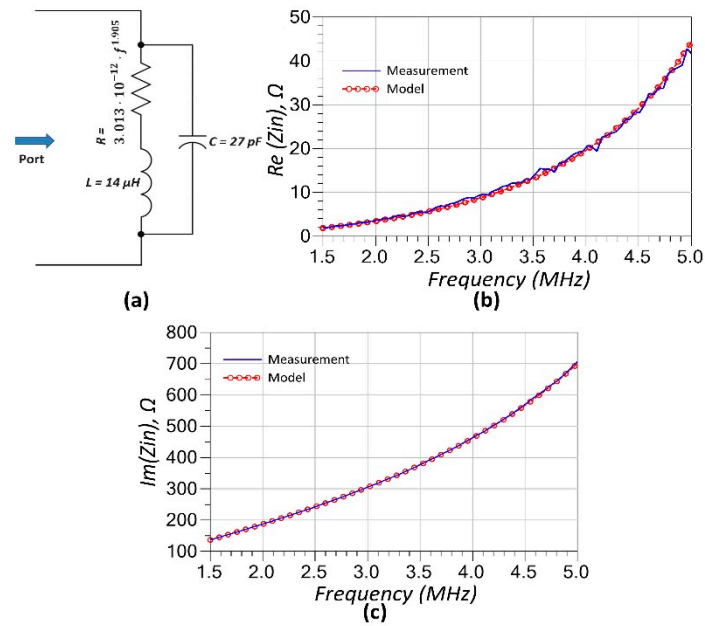 R =
3.013 · 10⁻¹² · f¹·⁹⁰⁵
Port
L = 14 μH
C = 27 pF
(a)
50
40
30
20
10
0
Re (Zin), Ω
Measurement
Model
1.5 2.0 2.5 3.0 3.5 4.0 4.5 5.0
Frequency (MHz)
(b)
800
700
600
500
400
300
200
100
Im(Zin), Ω
Measurement
Model
1.5 2.0 2.5 3.0 3.5 4.0 4.5 5.0
Frequency (MHz)
(c)